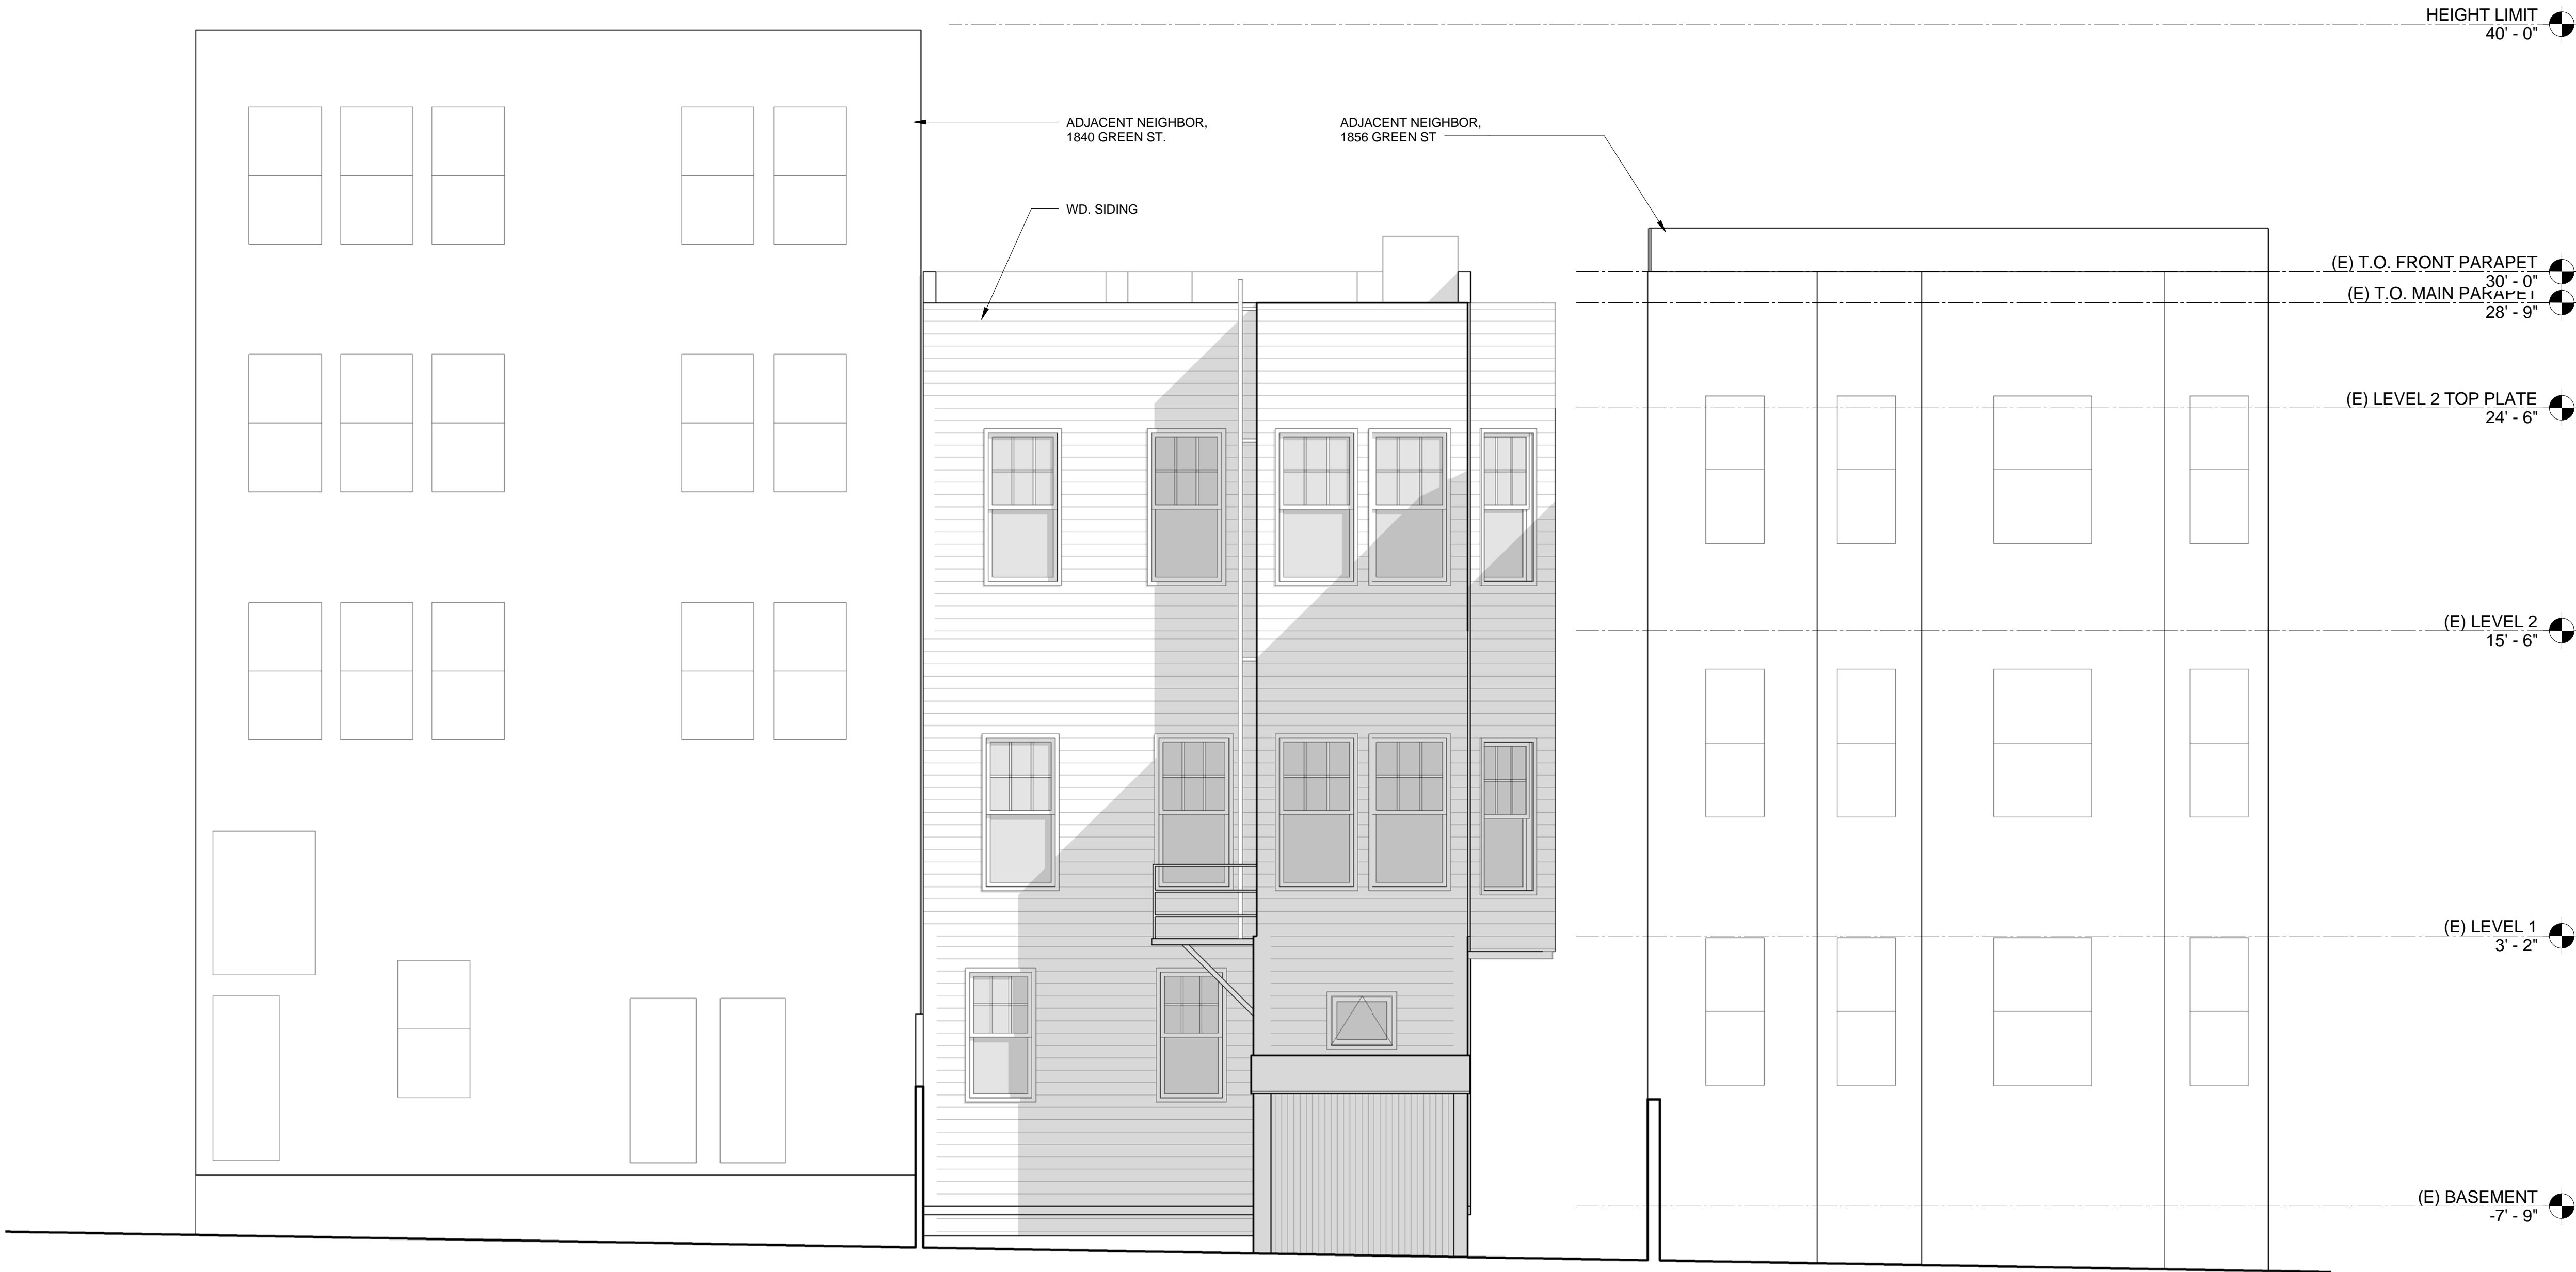 HEIGHT LIMIT
40' - 0"
ADJACENT NEIGHBOR,
1840 GREEN ST.
ADJACENT NEIGHBOR,
1856 GREEN ST
WD. SIDING
(E) T.O. FRONT PARAPET
30' - 0"
(E) T.O. MAIN PARAPET
28' - 9"
(E) LEVEL 2 TOP PLATE
24' - 6"
(E) LEVEL 2
15' - 6"
(E) LEVEL 1
3' - 2"
(E) BASEMENT
-7' - 9"